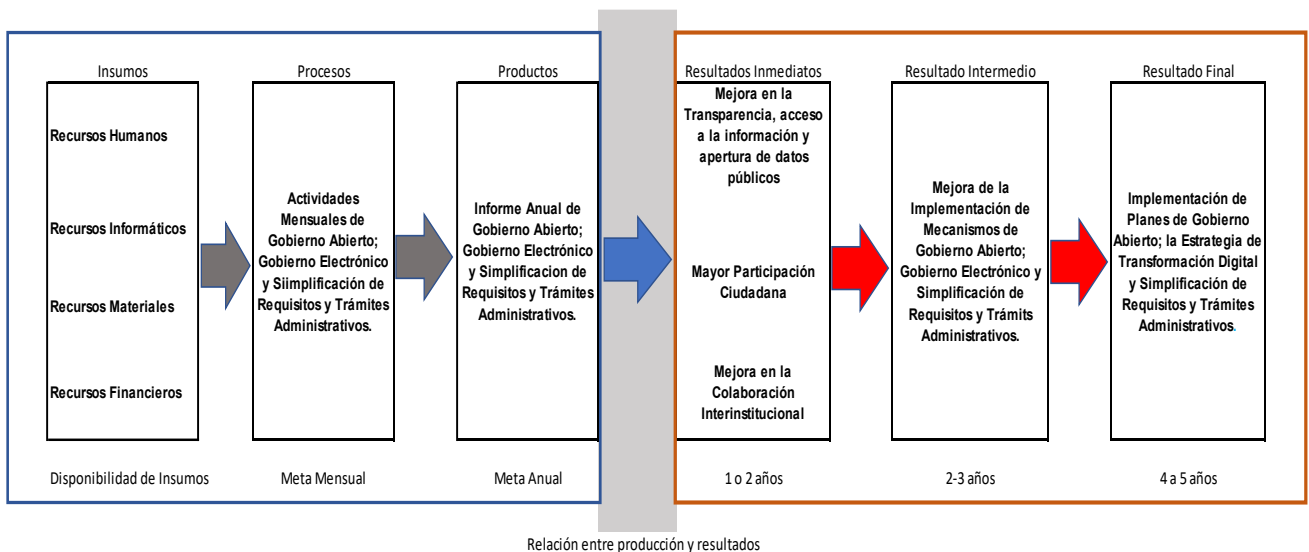 Insumos
Recursos Humanos
Recursos Informáticos
Recursos Materiales
Recursos Financieros
Disponibilidad de Insumos
Procesos
Actividades
Mensuales de
Gobierno Abierto;
Gobierno Electrónico
y Siimplificación de
Requisitos y Trámites
Administrativos.
Meta Mensual
Productos
Informe Anual de
Gobierno Abierto;
Gobierno Electrónico
y Simplificacion de
Requisitos y Trámites
Administrativos.
Meta Anual
Resultados Inmediatos
Mejora en la
Transparencia, acceso
a la información y
apertura de datos
públicos
Mayor Participación
Ciudadana
Mejora en la
Colaboración
Interinstitucional
1 o 2 años
Resultado Intermedio
Mejora de la
Implementación de
Mecanismos de
Gobierno Abierto;
Gobierno Electrónico y
Simplificación de
Requisitos y Trámits
Administrativos.
2-3 años
Resultado Final
Implementación de
Planes de Gobierno
Abierto; la Estrategia de
Transformación Digital
y Simplificación de
Requisitos y Trámites
Administrativos.
4 a 5 años
Relación entre producción y resultados